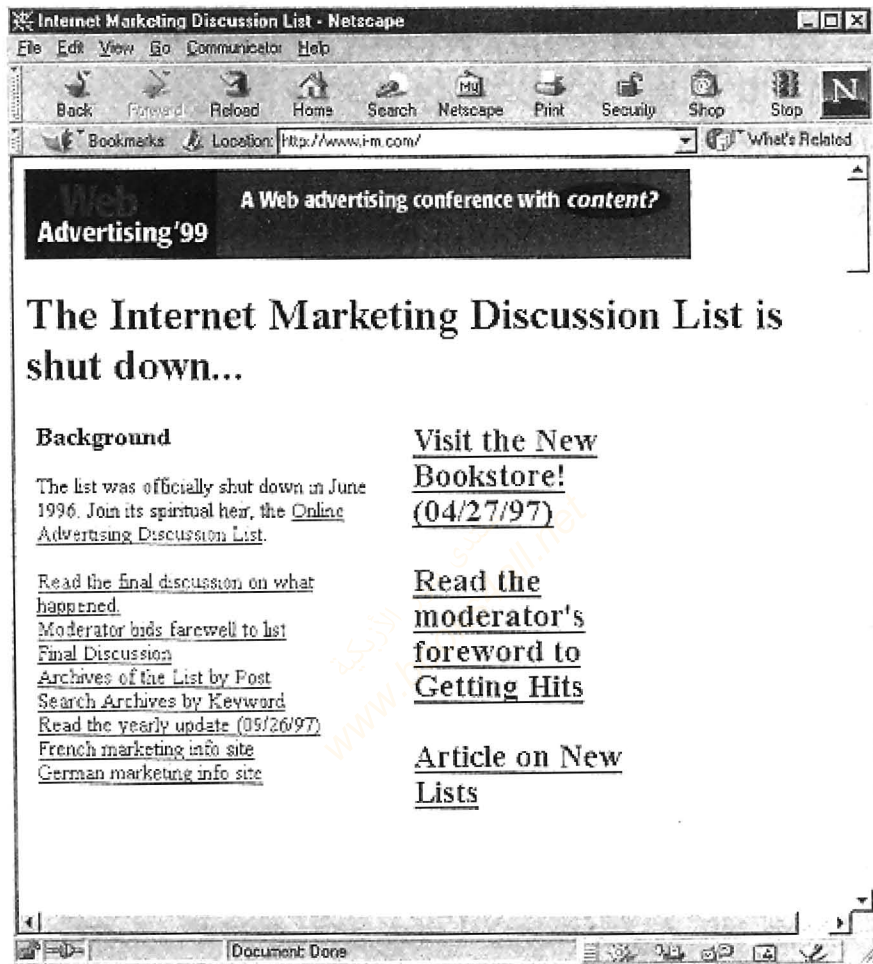 Internet Marketing Discussion List - Netscape
File Edit View Go Communicator Help
Back Forward Reload Home Search Netscape Print Security Shop Stop
Bookmarks Location: http://www.i-m.com/ What's Related
Web
Advertising'99
A Web advertising conference with content?
The Internet Marketing Discussion List is
shut down...
Background
The list was officially shut down in June
1996. Join its spiritual heir, the Online
Advertising Discussion List.
Read the final discussion on what
happened.
Moderator bids farewell to list
Final Discussion
Archives of the List by Post
Search Archives by Keyword
Read the yearly update (09/26/97)
French marketing info site
German marketing info site
Visit the New
Bookstore!
(04/27/97)
Read the
moderator's
foreword to
Getting Hits
Article on New
Lists
Document: Done